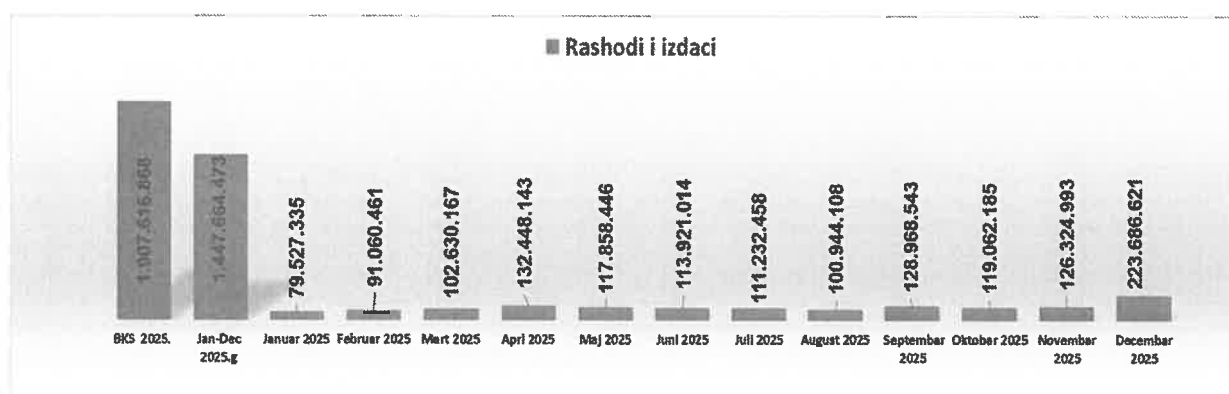 Rashodi i izdaci
1.907.616.868
1.447.664.473
79.527.335
91.060.461
102.630.167
132.448.143
117.858.446
113.921.014
111.232.458
100.944.108
128.968.543
119.062.185
126.324.993
223.686.621
BKS 2025.
Jan-Dec
2025.g
Januar 2025
Februar 2025
Mart 2025
April 2025
Maj 2025
Juni 2025
Juli 2025
August 2025
Septembar
2025
Oktobar 2025
Novembar
2025
Decembar
2025